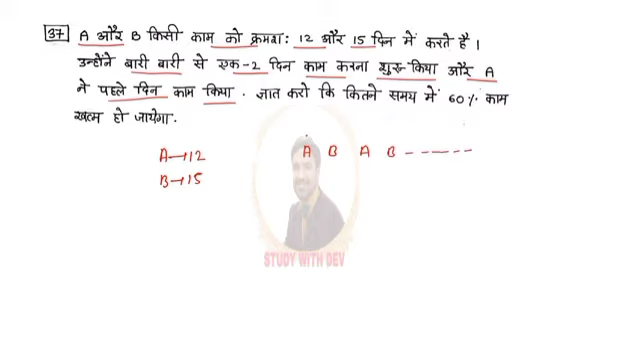 37 A और B किसी काम को क्रमश: 12 और 15 दिन में करते है ।
उन्होंने बारी बारी से एक-2 दिन काम करना शुरू किया और A
ने पहले दिन काम किया. ज्ञात करो कि कितने समय में 60% काम
खत्म हो जायेगा.
A→12 A B A B ------
B→15
STUDY WITH DEV